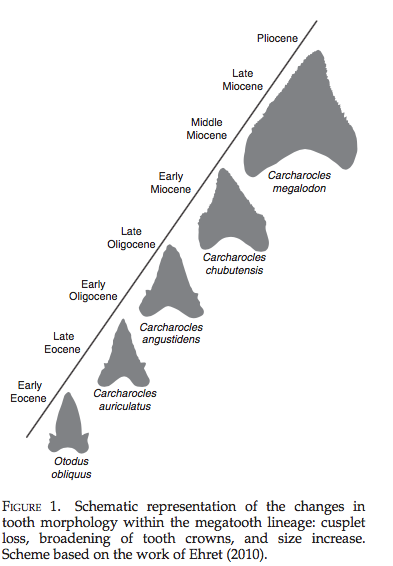 Pliocene
Late
Miocene
Middle
Miocene
Carcharocles
megalodon
Early
Miocene
Carcharocles
chubutensis
Late
Oligocene
Early
Oligocene
Carcharocles
angustidens
Late
Eocene
Carcharocles
auriculatus
Early
Eocene
Otodus
obliquus
FIGURE 1. Schematic representation of the changes in
tooth morphology within the megatooth lineage: cusplet
loss, broadening of tooth crowns, and size increase.
Scheme based on the work of Ehret (2010).